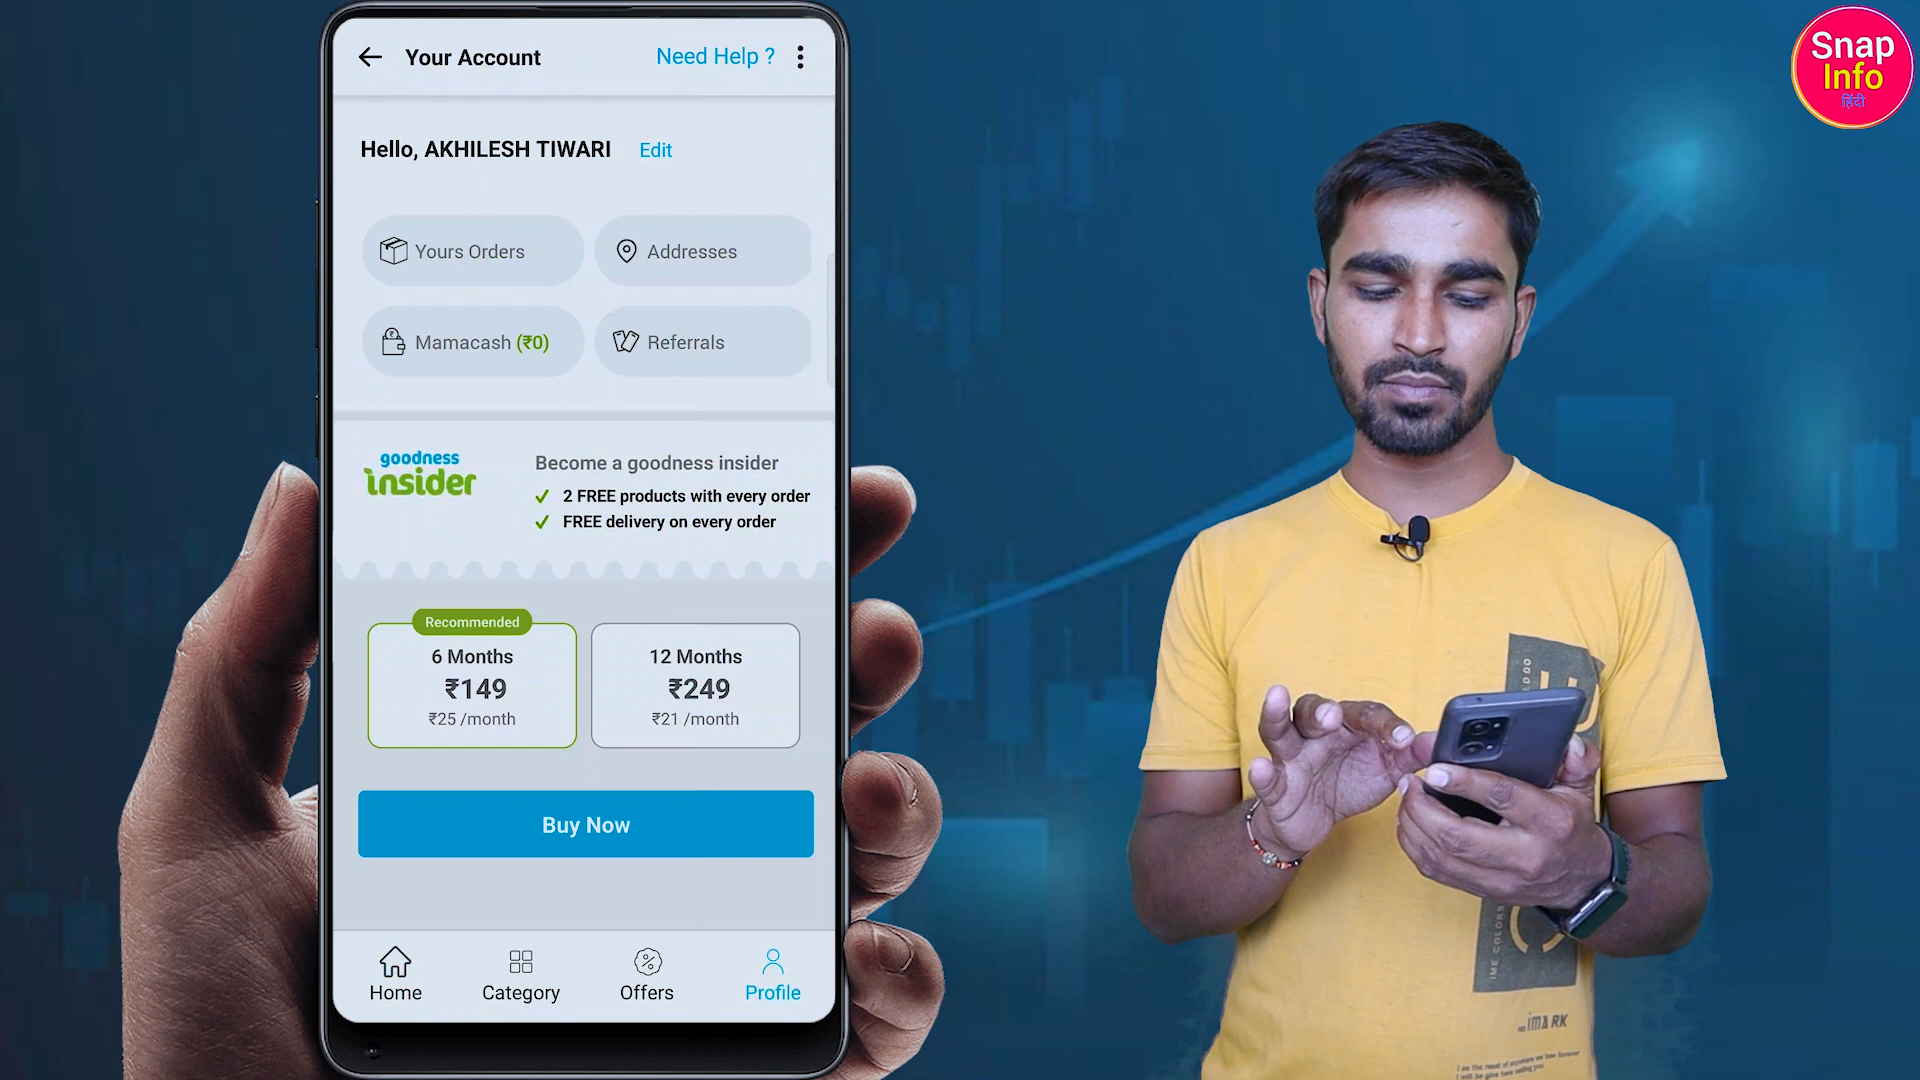 Your Account
Need Help ?
Hello, AKHILESH TIWARI
Edit
Yours Orders
Addresses
Mamacash (₹0)
Referrals
goodness
insider
Become a goodness insider
2 FREE products with every order
FREE delivery on every order
Recommended
6 Months
₹149
₹25 /month
12 Months
₹249
₹21 /month
Buy Now
Home
Category
Offers
Profile
Snap
Info
हिंदी
IME COLORS